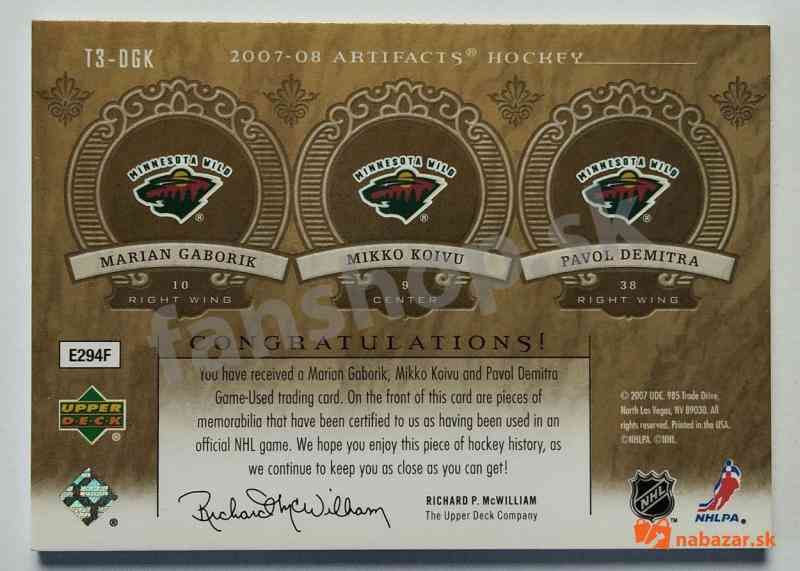 T3-DGK
2007-08 ARTIFACTS® HOCKEY
MINNESOTA WILD ®
MINNESOTA WILD ®
MINNESOTA WILD ®
MARIAN GABORIK
MIKKO KOIVU
PAVOL DEMITRA
10
9
38
RIGHT WING
CENTER
RIGHT WING
fanshop.sk
CONGRATULATIONS!
E294F
You have received a Marian Gaborik, Mikko Koivu and Pavol Demitra
Game-Used trading card. On the front of this card are pieces of
memorabilia that have been certified to us as having been used in an
official NHL game. We hope you enjoy this piece of hockey history, as
we continue to keep you as close as you can get!
UPPER
DECK
®
®
© 2007 UDC. 985 Trade Drive,
North Las Vegas, NV 89030. All
rights reserved. Printed in the USA.
©NHLPA. ©NHL.
Richard McWilliam
RICHARD P. McWILLIAM
The Upper Deck Company
NHL
TM
NHLPA®
nabazar.sk